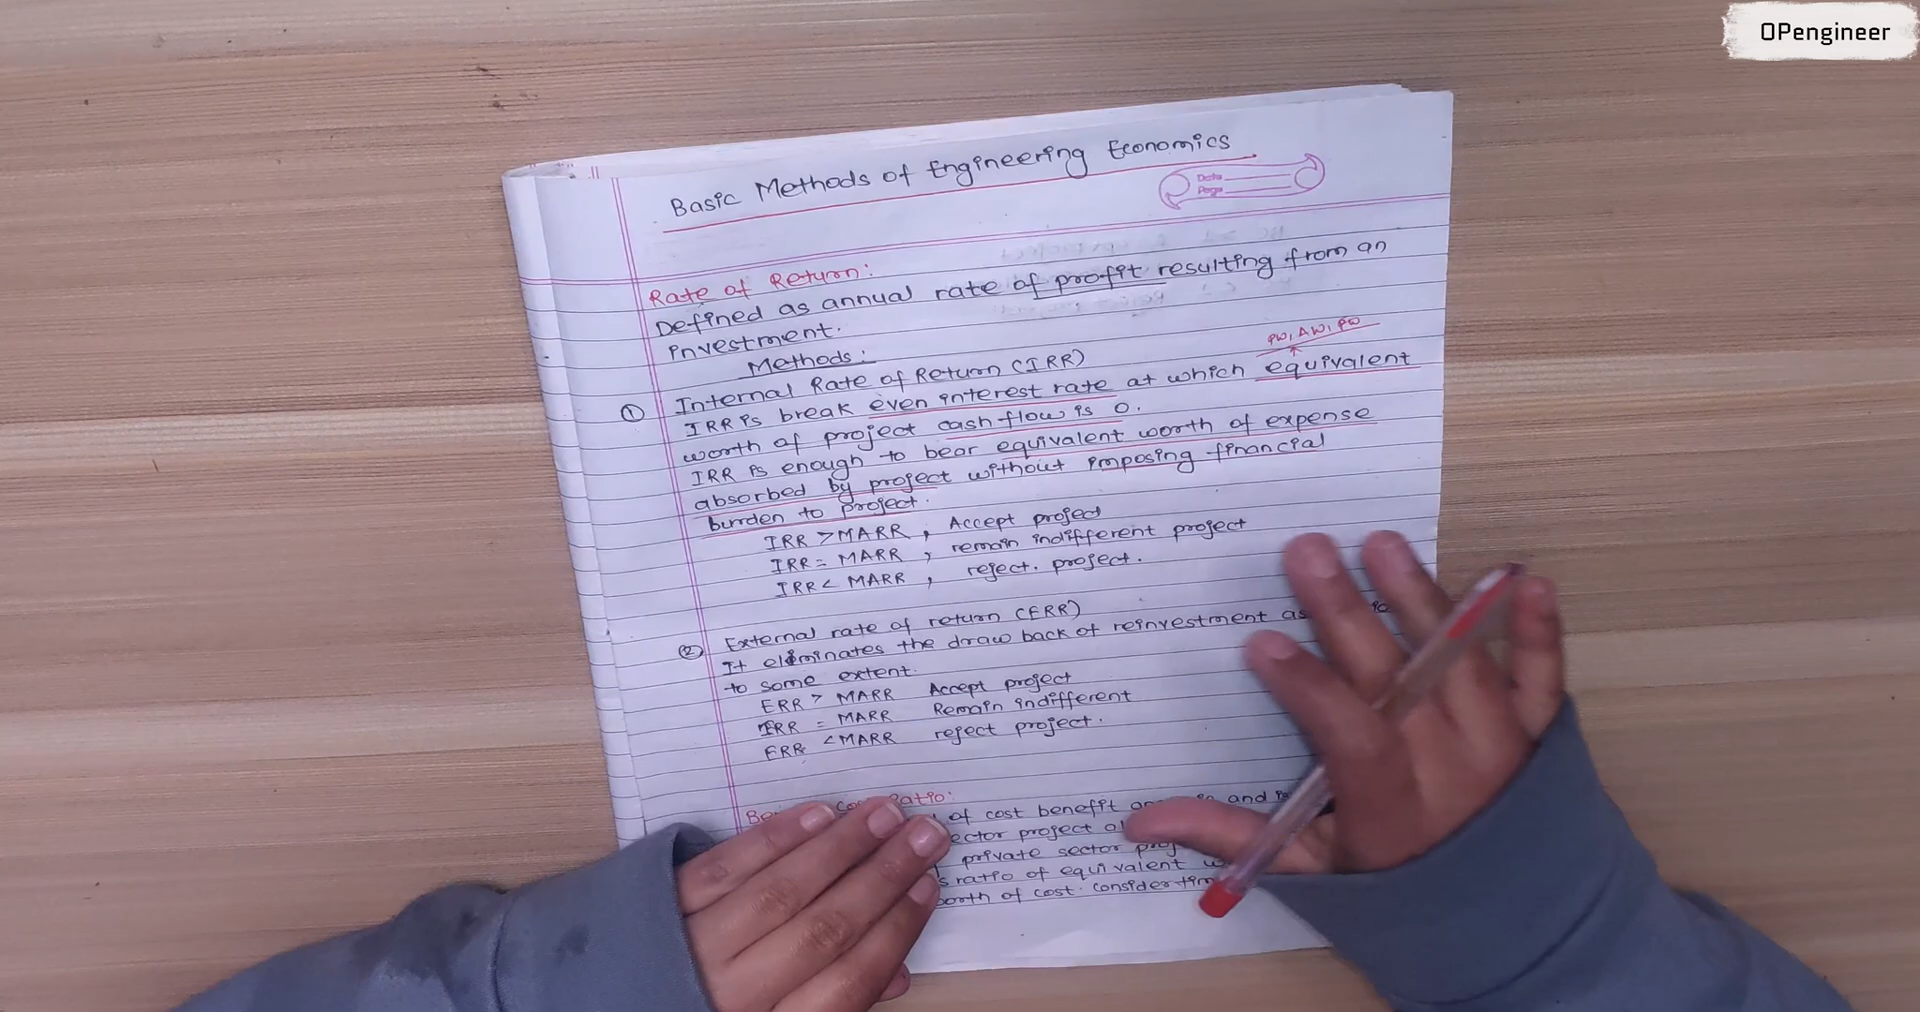 OPengineer
Basic Methods of Engineering Economics
Date
Page
Rate of Return:
Defined as annual rate of profit resulting from an
investment.
Methods:
PW, AW, FW
① Internal Rate of Return (IRR)
IRR is break even interest rate at which equivalent
worth of project cash flow is 0.
IRR is enough to bear equivalent worth of expense
absorbed by project without imposing financial
burden to project.
IRR > MARR, Accept project
IRR = MARR, remain indifferent project
IRR < MARR, reject. project.
② External rate of return (ERR)
It eliminates the draw back of reinvestment
to some extent.
ERR > MARR Accept project
ERR = MARR Remain indifferent
ERR < MARR reject project.
Ratio:
of cost benefit and
sector project
private sector
ratio of equivalent
worth of cost.